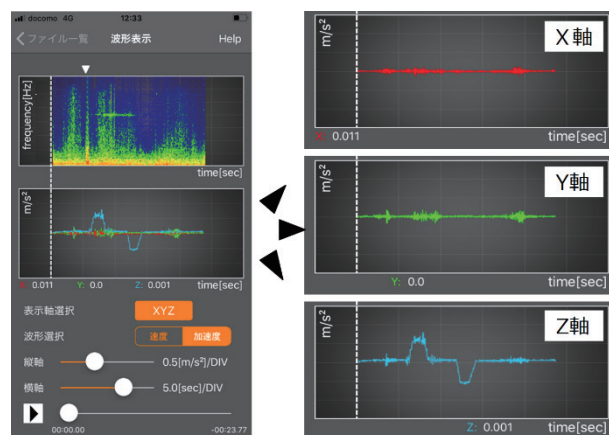 docomo 4G 12:33
ファイル一覧 波形表示 Help
frequency[Hz]
time[sec]
m/s²
X: 0.011 Y: 0.0 Z: 0.001 time[sec]
表示軸選択 XYZ
波形選択 速度 加速度
縦軸 0.5[m/s²]/DIV
横軸 5.0[sec]/DIV
00:00.00 -00:23.77
m/s²
X軸
X: 0.011 time[sec]
m/s²
Y軸
Y: 0.0 time[sec]
m/s²
Z軸
Z: 0.001 time[sec]